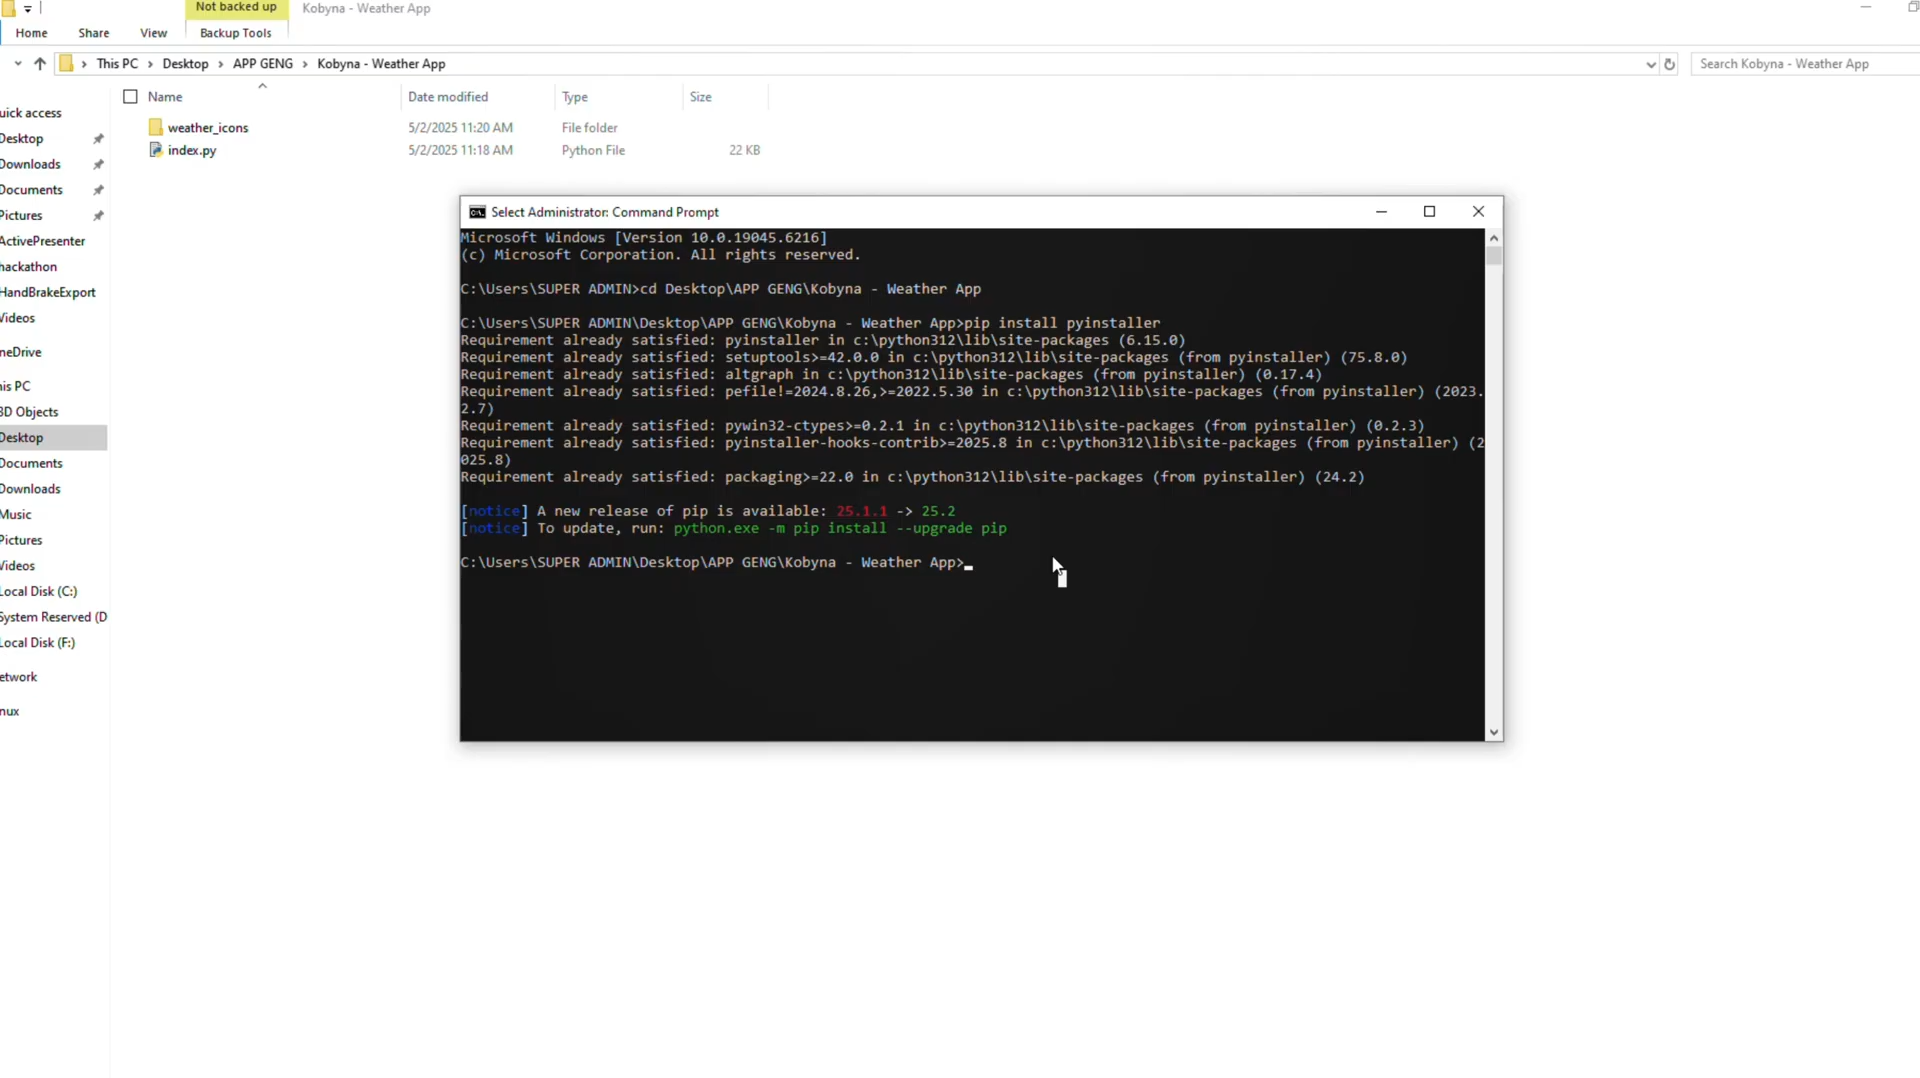 Not backed up
Kobyna - Weather App
Home Share View Backup Tools
This PC > Desktop > APP GENG > Kobyna - Weather App
Search Kobyna - Weather App
Name Date modified Type Size
weather_icons 5/2/2025 11:20 AM File folder
index.py 5/2/2025 11:18 AM Python File 22 KB
uick access
Desktop
Downloads
Documents
Pictures
ActivePresenter
hackathon
HandBrakeExport
Videos
neDrive
is PC
3D Objects
Desktop
Documents
Downloads
Music
Pictures
Videos
Local Disk (C:)
System Reserved (D
Local Disk (F:)
etwork
nux
Select Administrator: Command Prompt
Microsoft Windows [Version 10.0.19045.6216]
(c) Microsoft Corporation. All rights reserved.
C:\Users\SUPER ADMIN>cd Desktop\APP GENG\Kobyna - Weather App
C:\Users\SUPER ADMIN\Desktop\APP GENG\Kobyna - Weather App>pip install pyinstaller
Requirement already satisfied: pyinstaller in c:\python312\lib\site-packages (6.15.0)
Requirement already satisfied: setuptools>=42.0.0 in c:\python312\lib\site-packages (from pyinstaller) (75.8.0)
Requirement already satisfied: altgraph in c:\python312\lib\site-packages (from pyinstaller) (0.17.4)
Requirement already satisfied: pefile!=2024.8.26,>=2022.5.30 in c:\python312\lib\site-packages (from pyinstaller) (2023.
2.7)
Requirement already satisfied: pywin32-ctypes>=0.2.1 in c:\python312\lib\site-packages (from pyinstaller) (0.2.3)
Requirement already satisfied: pyinstaller-hooks-contrib>=2025.8 in c:\python312\lib\site-packages (from pyinstaller) (2
025.8)
Requirement already satisfied: packaging>=22.0 in c:\python312\lib\site-packages (from pyinstaller) (24.2)
[notice] A new release of pip is available: 25.1.1 -> 25.2
[notice] To update, run: python.exe -m pip install --upgrade pip
C:\Users\SUPER ADMIN\Desktop\APP GENG\Kobyna - Weather App>